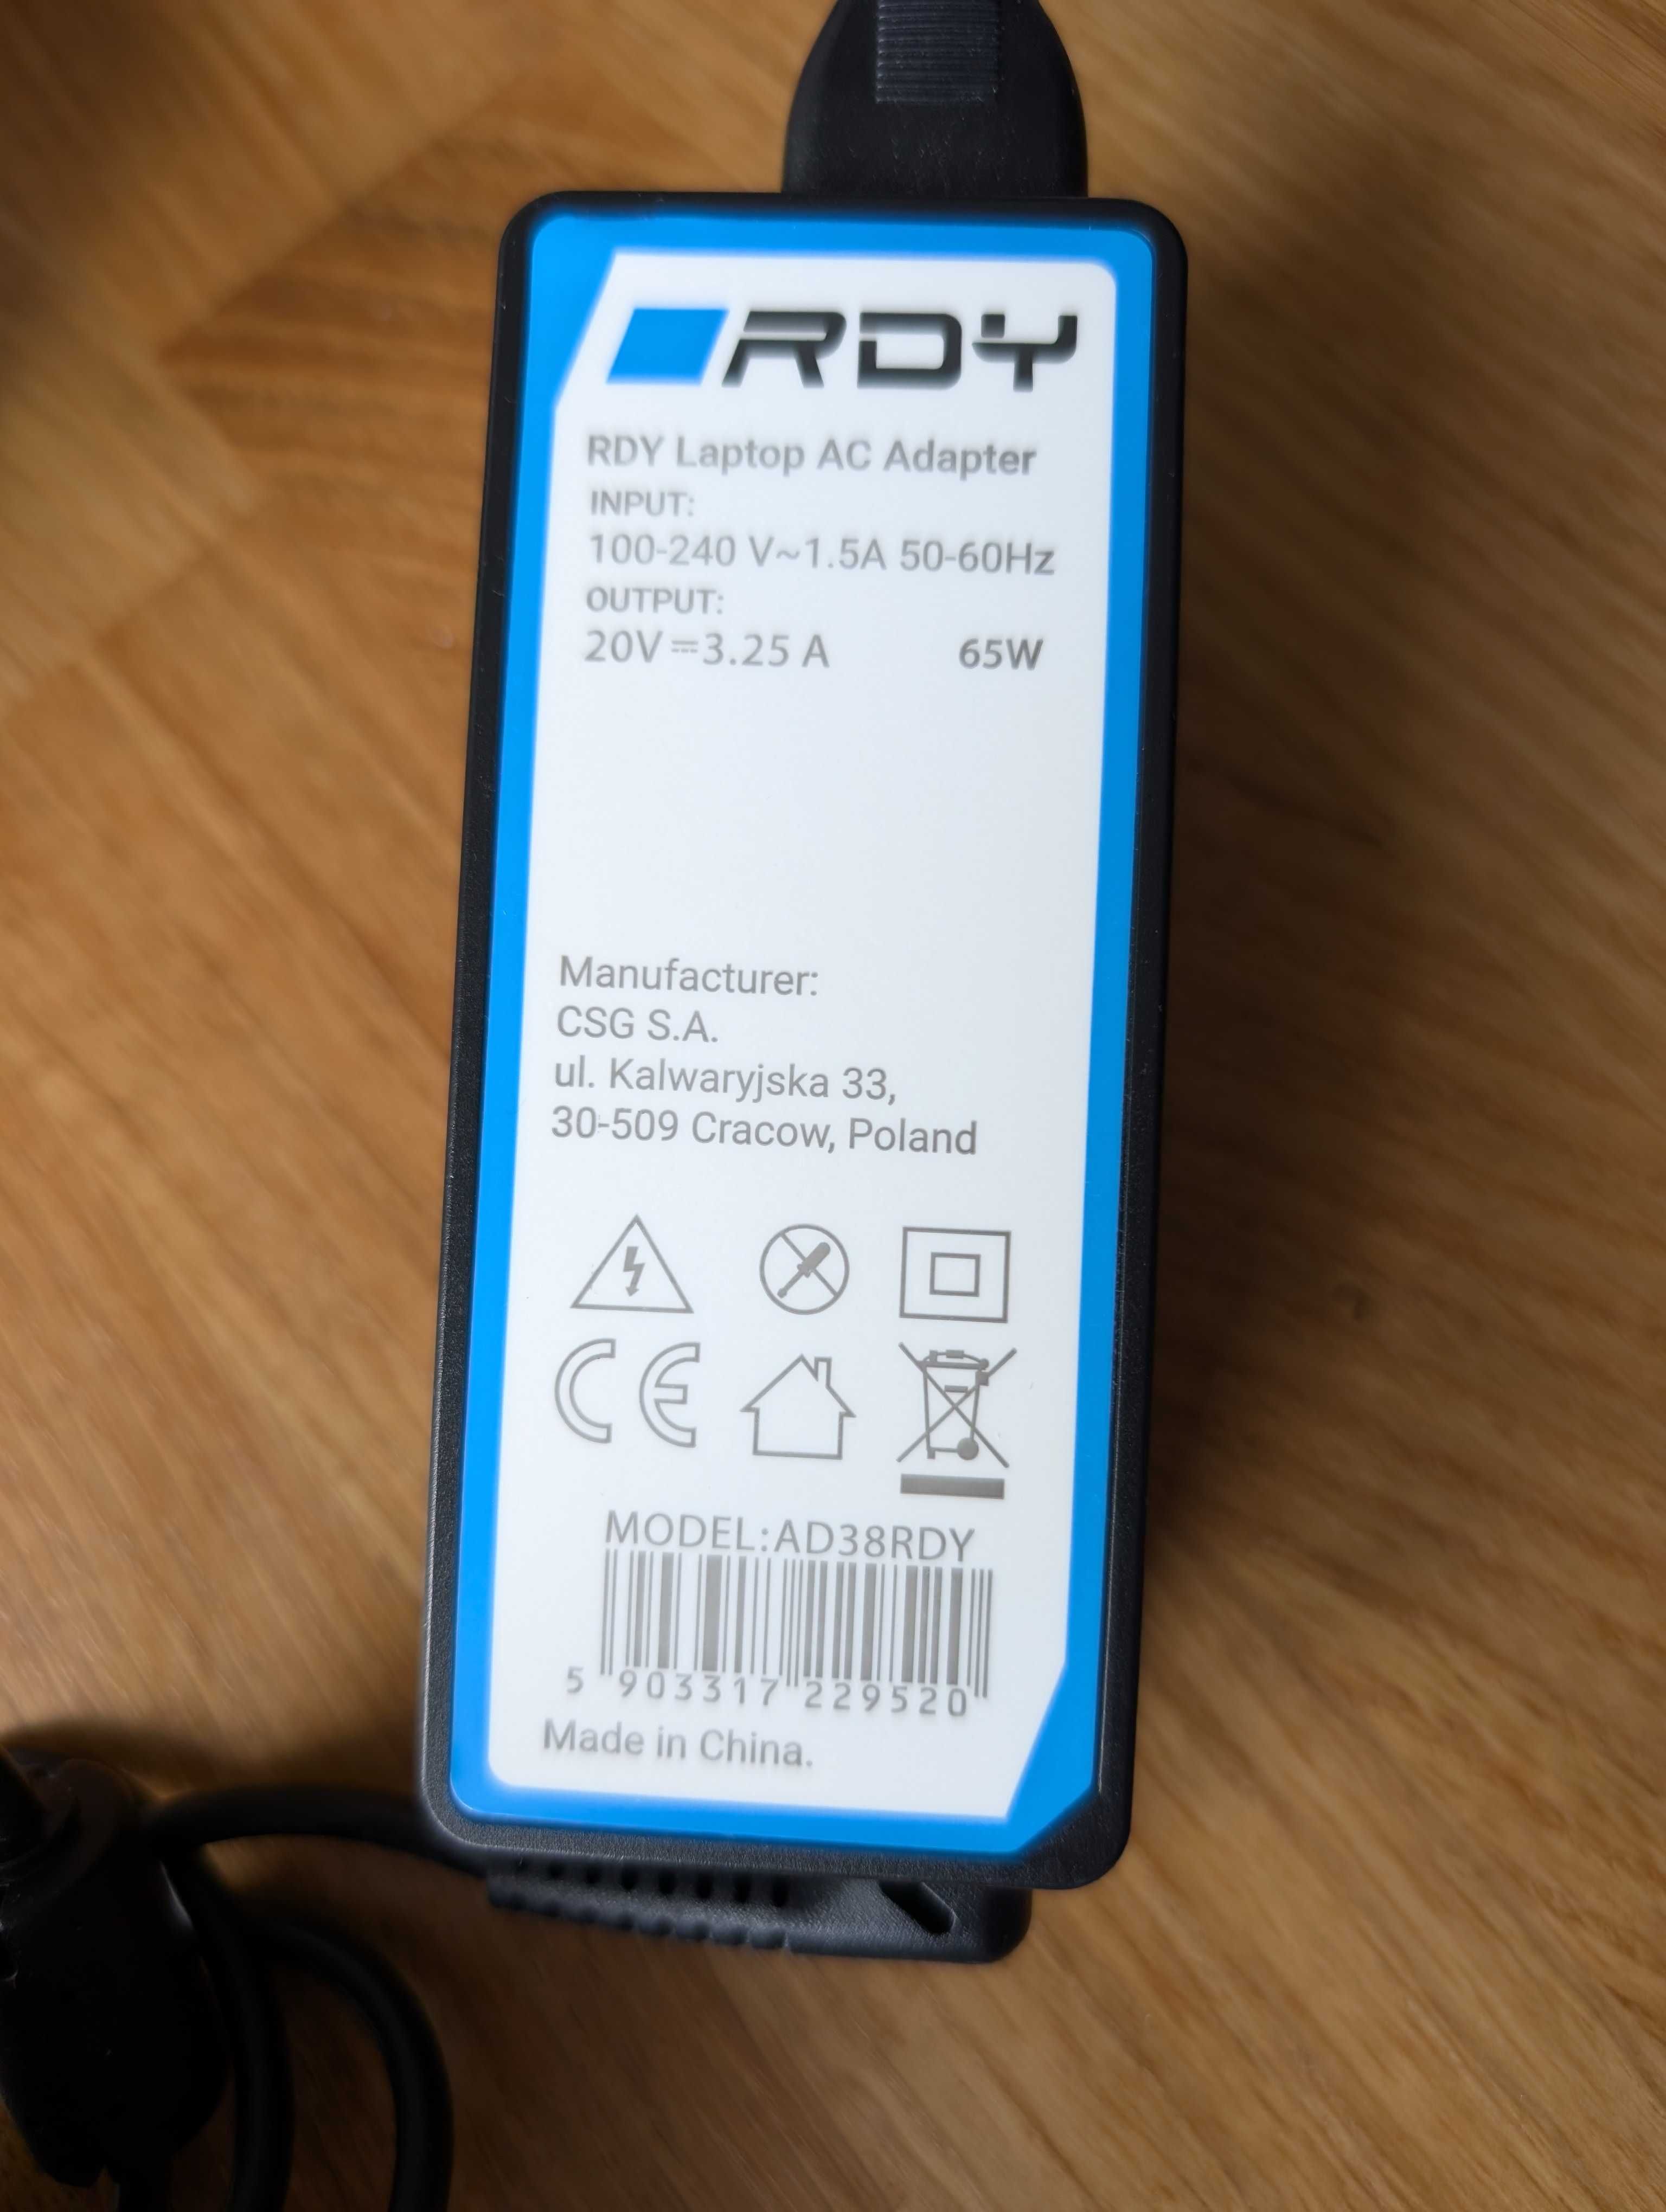 RDY
RDY Laptop AC Adapter
INPUT:
100-240 V~1.5A 50-60Hz
OUTPUT:
20V⎓3.25 A 65W
Manufacturer:
CSG S.A.
ul. Kalwaryjska 33,
30-509 Cracow, Poland
CE
MODEL:AD38RDY
5 903317 229520
Made in China.